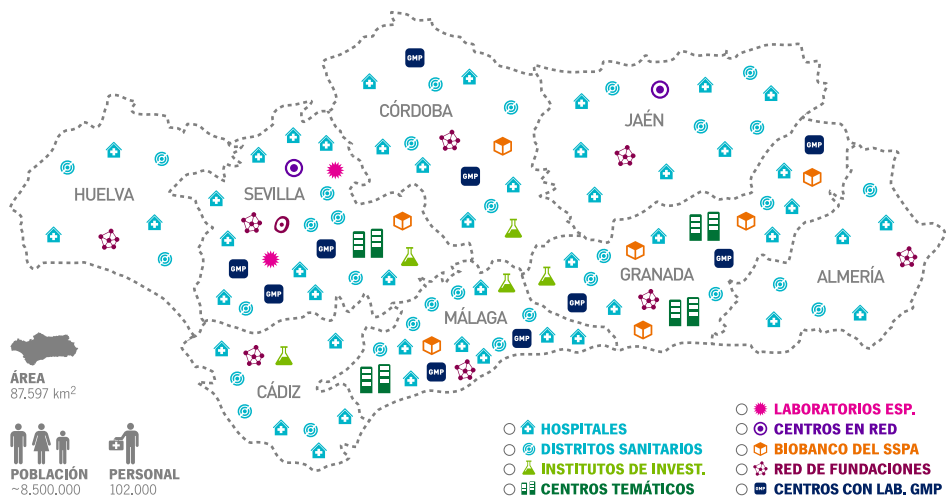 GMP
CÓRDOBA
JAÉN
GMP
HUELVA
SEVILLA
GMP
GMP
GMP
GMP
GRANADA
GMP
ALMERÍA
GMP
GMP
MÁLAGA
GMP
GMP
CÁDIZ
ÁREA
87.597 km²
POBLACIÓN
~8.500.000
PERSONAL
102.000
HOSPITALES
DISTRITOS SANITARIOS
INSTITUTOS DE INVEST.
CENTROS TEMÁTICOS
LABORATORIOS ESP.
CENTROS EN RED
BIOBANCO DEL SSPA
RED DE FUNDACIONES
GMP
CENTROS CON LAB. GMP